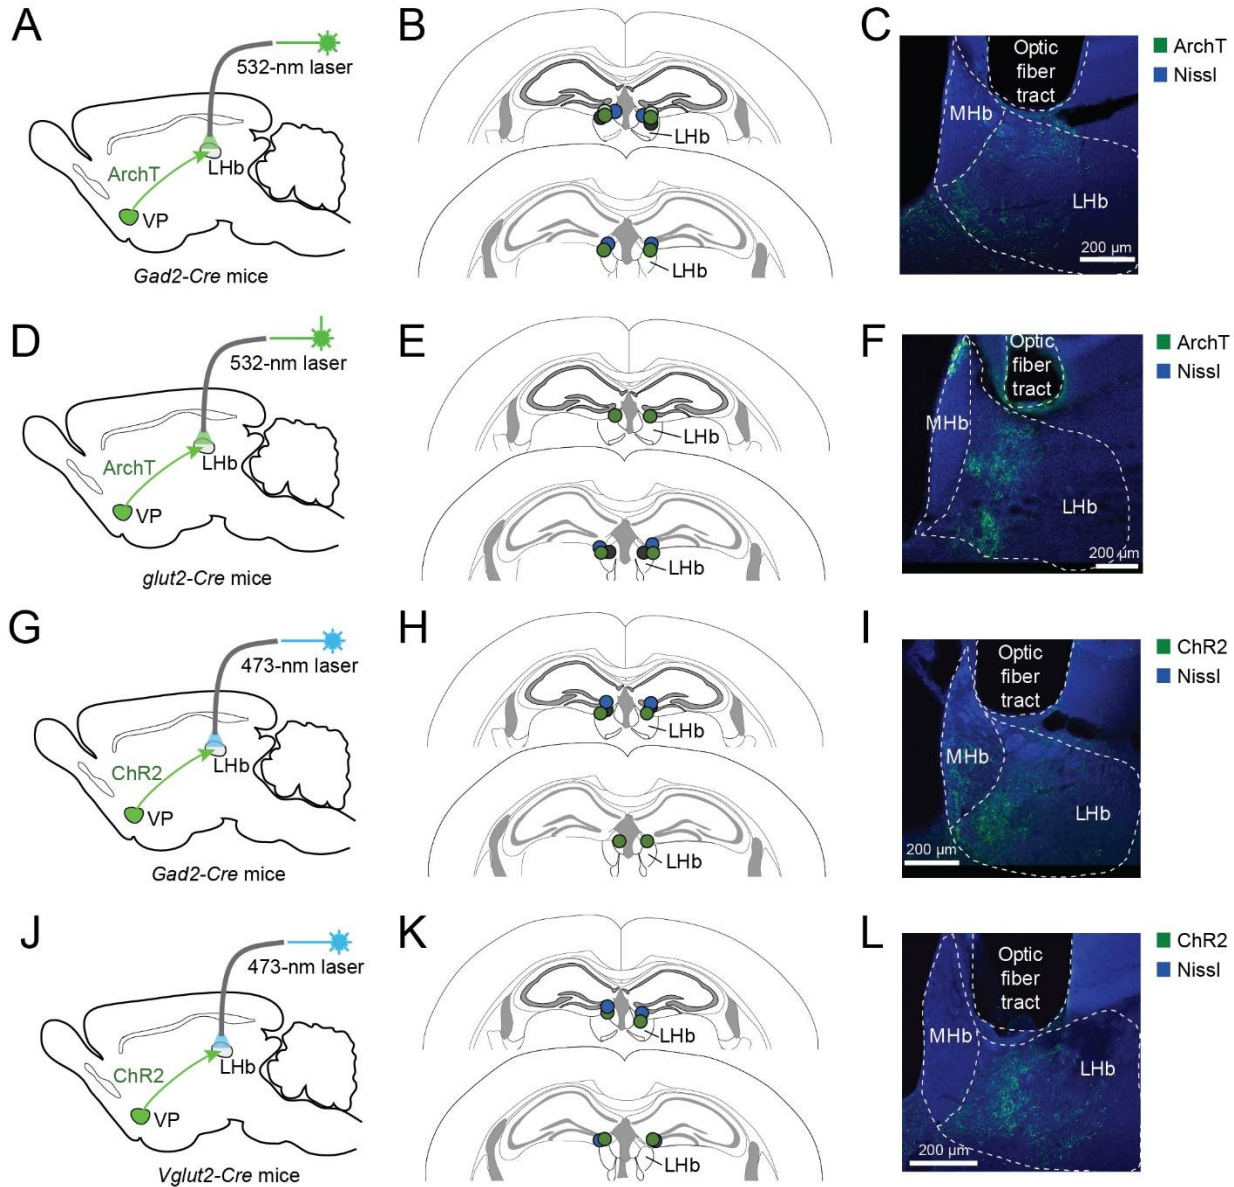 A
532-nm laser
ArchT
LHb
VP
Gad2-Cre mice
B
LHb
LHb
C
Optic
fiber
tract
MHb
LHb
200 µm
ArchT
Nissl
D
532-nm laser
ArchT
LHb
VP
glut2-Cre mice
E
LHb
LHb
F
Optic
fiber
tract
MHb
LHb
200 µm
ArchT
Nissl
G
473-nm laser
ChR2
LHb
VP
Gad2-Cre mice
H
LHb
LHb
I
Optic
fiber
tract
MHb
LHb
200 µm
ChR2
Nissl
J
473-nm laser
ChR2
LHb
VP
Vglut2-Cre mice
K
LHb
LHb
L
Optic
fiber
tract
MHb
LHb
200 µm
ChR2
Nissl